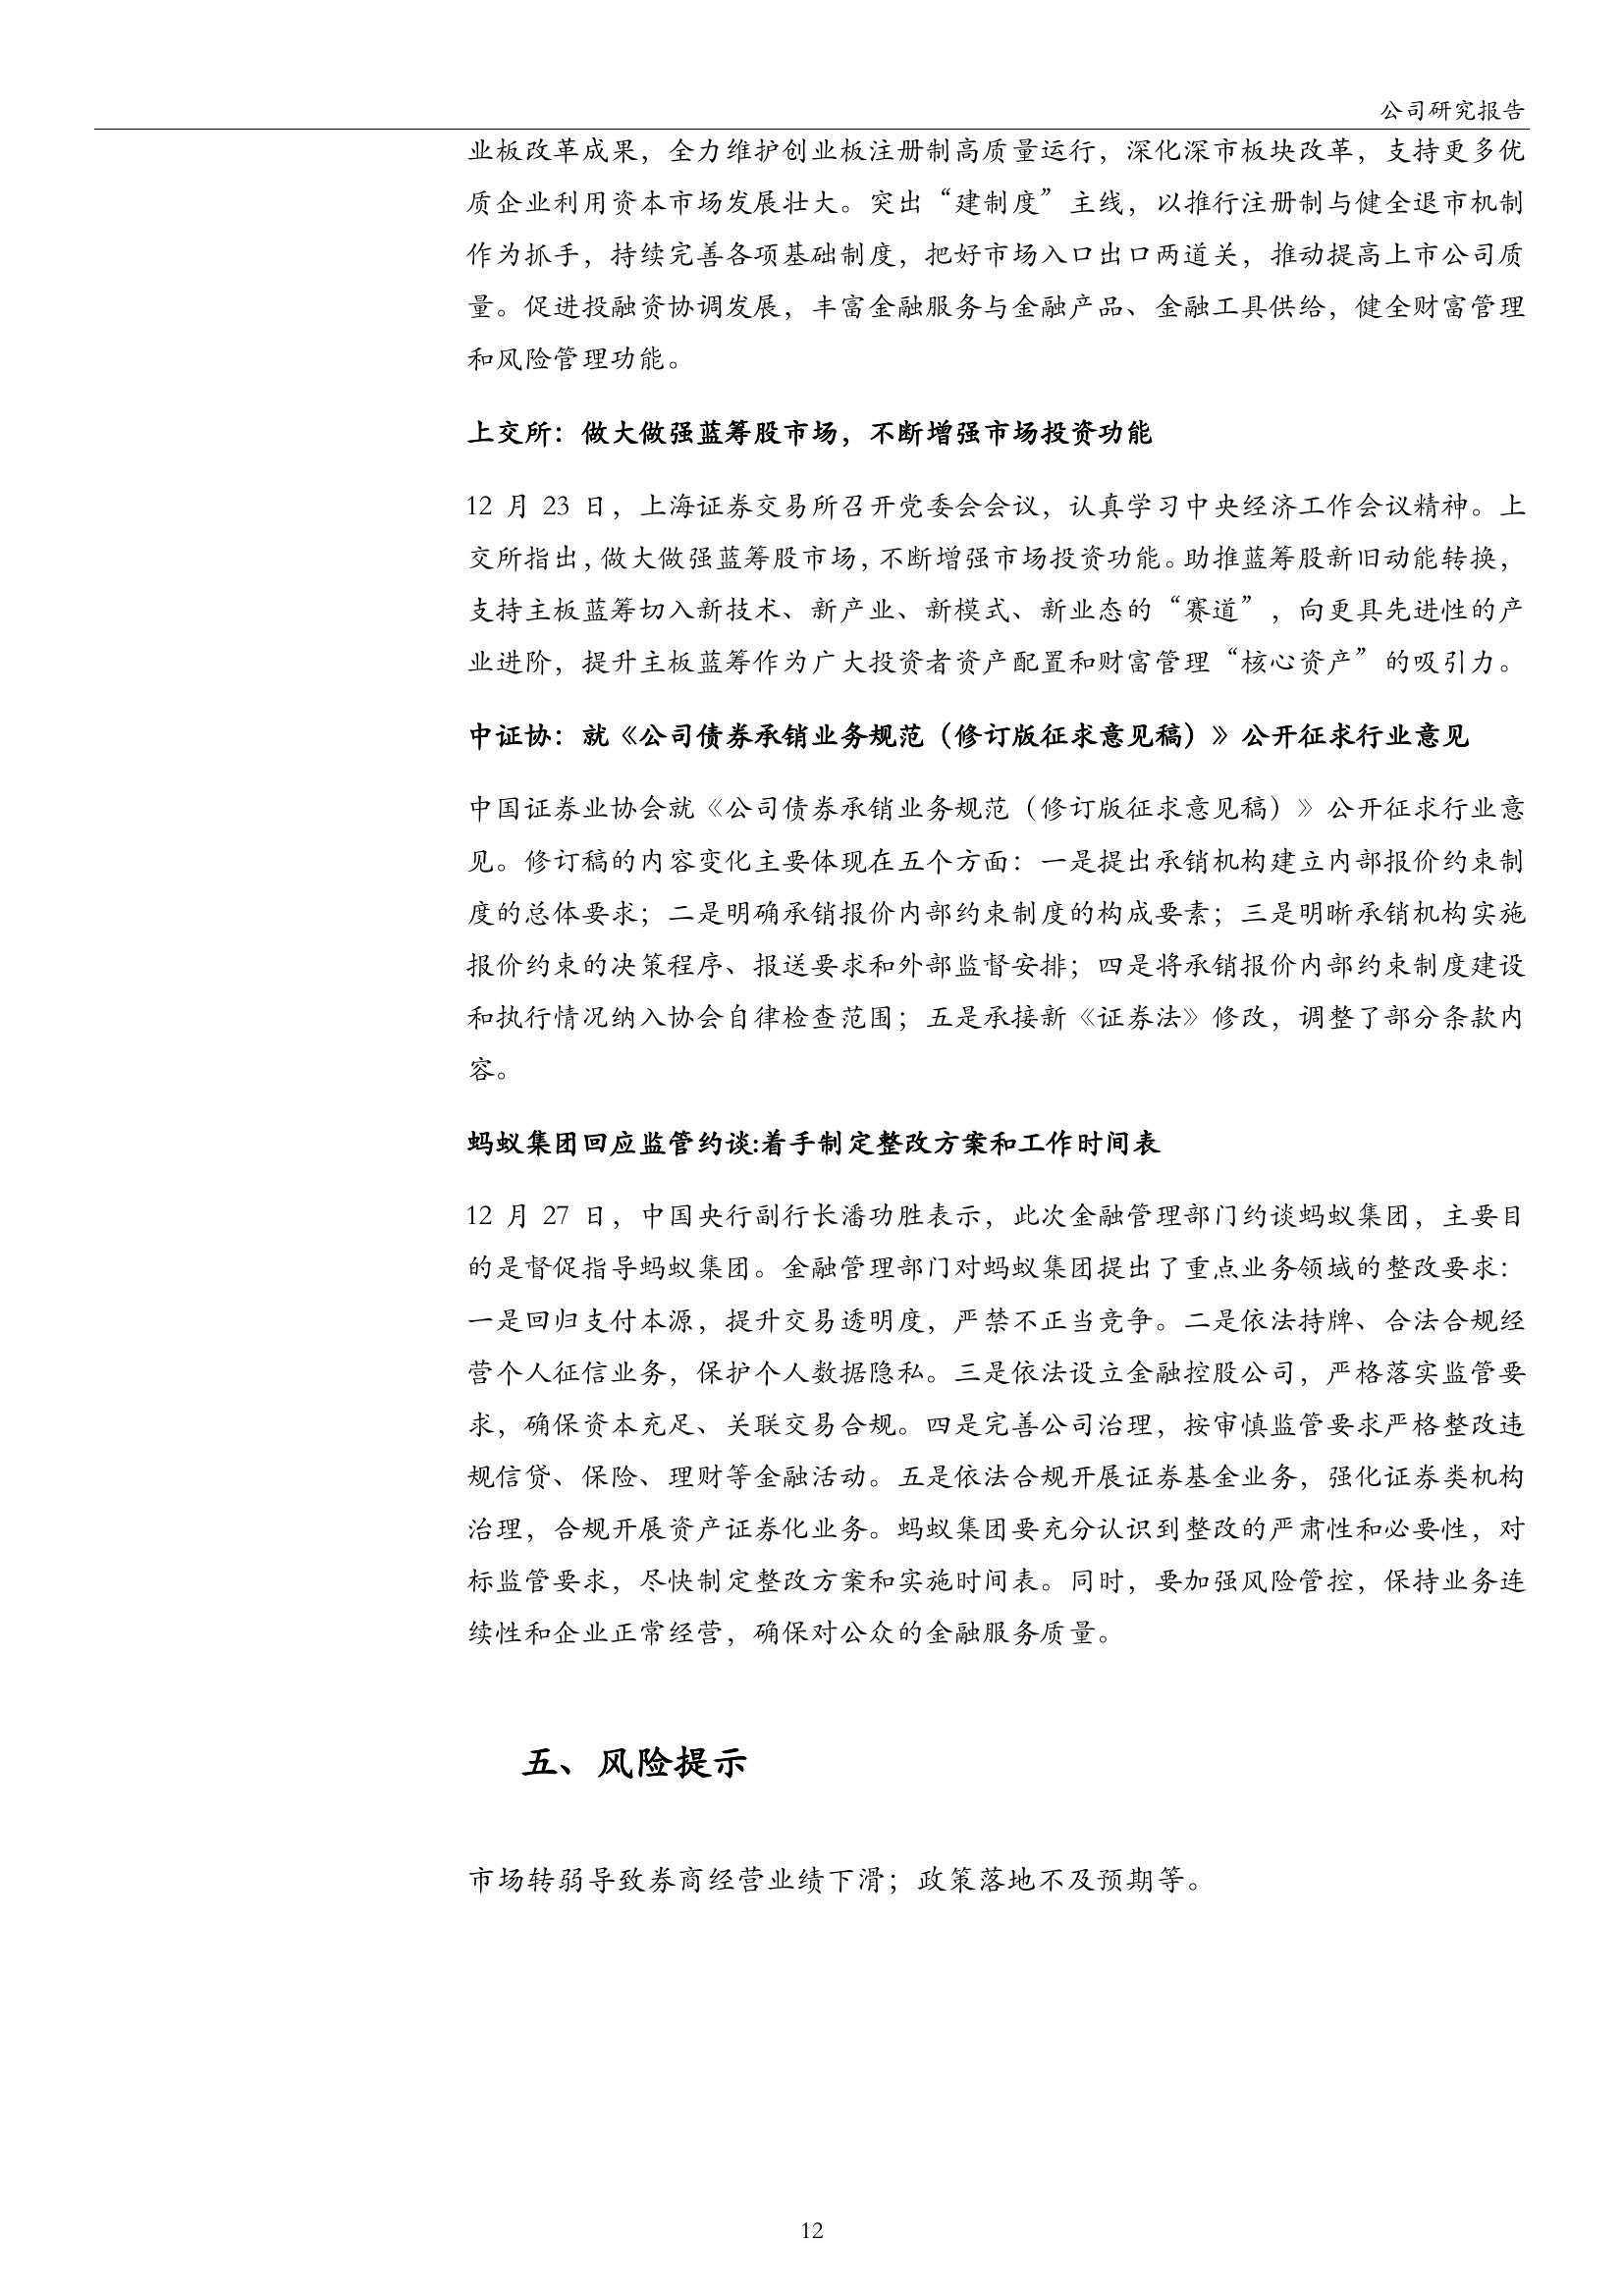 公司研究报告
业板改革成果，全力维护创业板注册制高质量运行，深化深市板块改革，支持更多优
质企业利用资本市场发展壮大。突出“建制度”主线，以推行注册制与健全退市机制
作为抓手，持续完善各项基础制度，把好市场入口出口两道关，推动提高上市公司质
量。促进投融资协调发展，丰富金融服务与金融产品、金融工具供给，健全财富管理
和风险管理功能。
上交所：做大做强蓝筹股市场，不断增强市场投资功能
12 月 23 日，上海证券交易所召开党委会会议，认真学习中央经济工作会议精神。上
交所指出，做大做强蓝筹股市场，不断增强市场投资功能。助推蓝筹股新旧动能转换，
支持主板蓝筹切入新技术、新产业、新模式、新业态的“赛道”，向更具先进性的产
业进阶，提升主板蓝筹作为广大投资者资产配置和财富管理“核心资产”的吸引力。
中证协：就《公司债券承销业务规范（修订版征求意见稿）》公开征求行业意见
中国证券业协会就《公司债券承销业务规范（修订版征求意见稿）》公开征求行业意
见。修订稿的内容变化主要体现在五个方面：一是提出承销机构建立内部报价约束制
度的总体要求；二是明确承销报价内部约束制度的构成要素；三是明晰承销机构实施
报价约束的决策程序、报送要求和外部监督安排；四是将承销报价内部约束制度建设
和执行情况纳入协会自律检查范围；五是承接新《证券法》修改，调整了部分条款内
容。
蚂蚁集团回应监管约谈:着手制定整改方案和工作时间表
12 月 27 日，中国央行副行长潘功胜表示，此次金融管理部门约谈蚂蚁集团，主要目
的是督促指导蚂蚁集团。金融管理部门对蚂蚁集团提出了重点业务领域的整改要求：
一是回归支付本源，提升交易透明度，严禁不正当竞争。二是依法持牌、合法合规经
营个人征信业务，保护个人数据隐私。三是依法设立金融控股公司，严格落实监管要
求，确保资本充足、关联交易合规。四是完善公司治理，按审慎监管要求严格整改违
规信贷、保险、理财等金融活动。五是依法合规开展证券基金业务，强化证券类机构
治理，合规开展资产证券化业务。蚂蚁集团要充分认识到整改的严肃性和必要性，对
标监管要求，尽快制定整改方案和实施时间表。同时，要加强风险管控，保持业务连
续性和企业正常经营，确保对公众的金融服务质量。
五、风险提示
市场转弱导致券商经营业绩下滑；政策落地不及预期等。
12